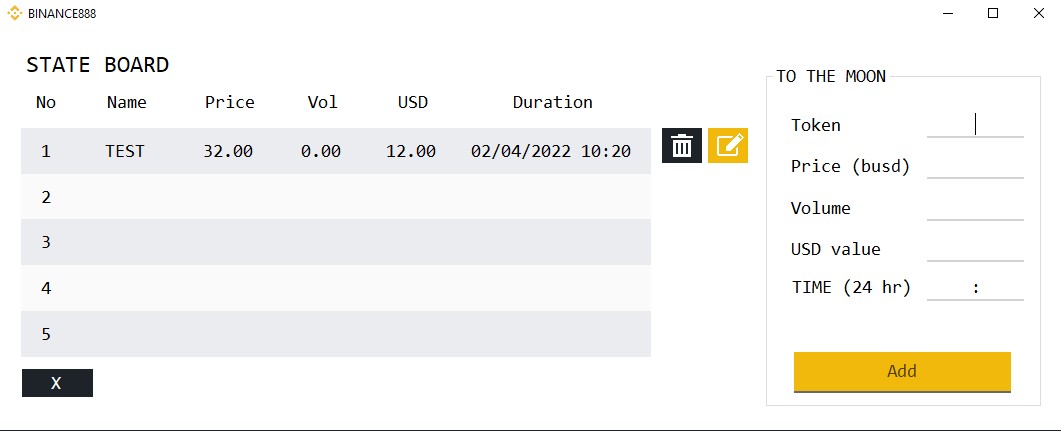 BINANCE888
STATE BOARD
No Name Price Vol USD Duration
1 TEST 32.00 0.00 12.00 02/04/2022 10:20
2
3
4
5
X
TO THE MOON
Token
Price (busd)
Volume
USD value
TIME (24 hr) :
Add